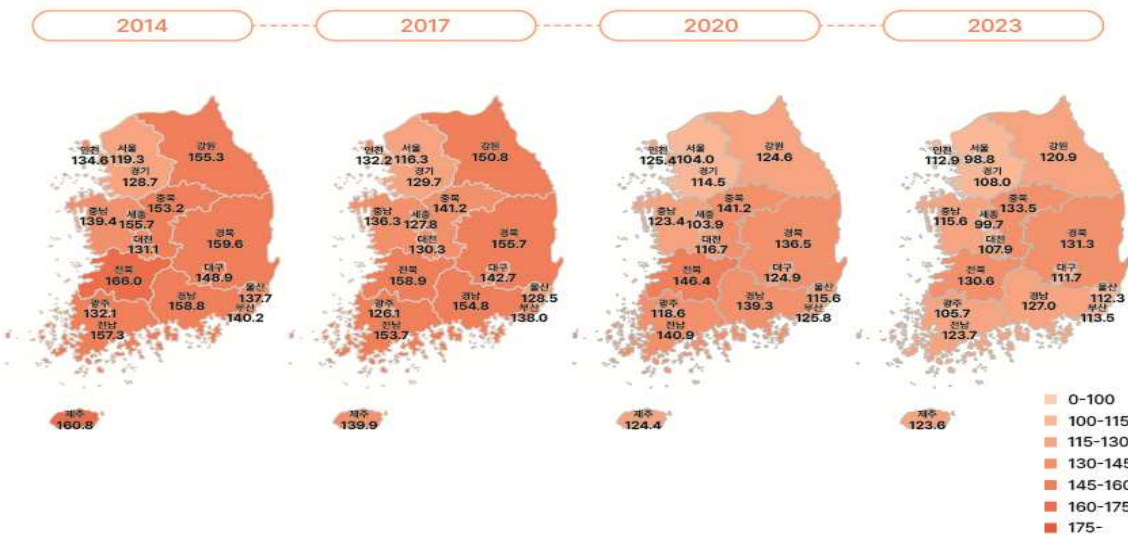 2014
2017
2020
2023
인천
134.6
서울
119.3
경기
128.7
강원
155.3
충북
153.2
충남
139.4
세종
155.7
대전
131.1
경북
159.6
전북
166.0
대구
148.9
울산
137.7
경남
158.8
부산
140.2
광주
132.1
전남
157.3
제주
160.8
인천
132.2
서울
116.3
경기
129.7
강원
150.8
충북
141.2
충남
136.3
세종
127.8
대전
130.3
경북
155.7
전북
158.9
대구
142.7
울산
128.5
경남
154.8
부산
138.0
광주
126.1
전남
153.7
제주
139.9
인천
125.4
서울
104.0
경기
114.5
강원
124.6
충북
141.2
충남
123.4
세종
103.9
대전
116.7
경북
136.5
전북
146.4
대구
124.9
울산
115.6
경남
139.3
부산
125.8
광주
118.6
전남
140.9
제주
124.4
인천
112.9
서울
98.8
경기
108.0
강원
120.9
충북
133.5
충남
115.6
세종
99.7
대전
107.9
경북
131.3
전북
130.6
대구
111.7
울산
112.3
경남
127.0
부산
113.5
광주
105.7
전남
123.7
제주
123.6
0-100
100-115
115-130
130-145
145-160
160-175
175-